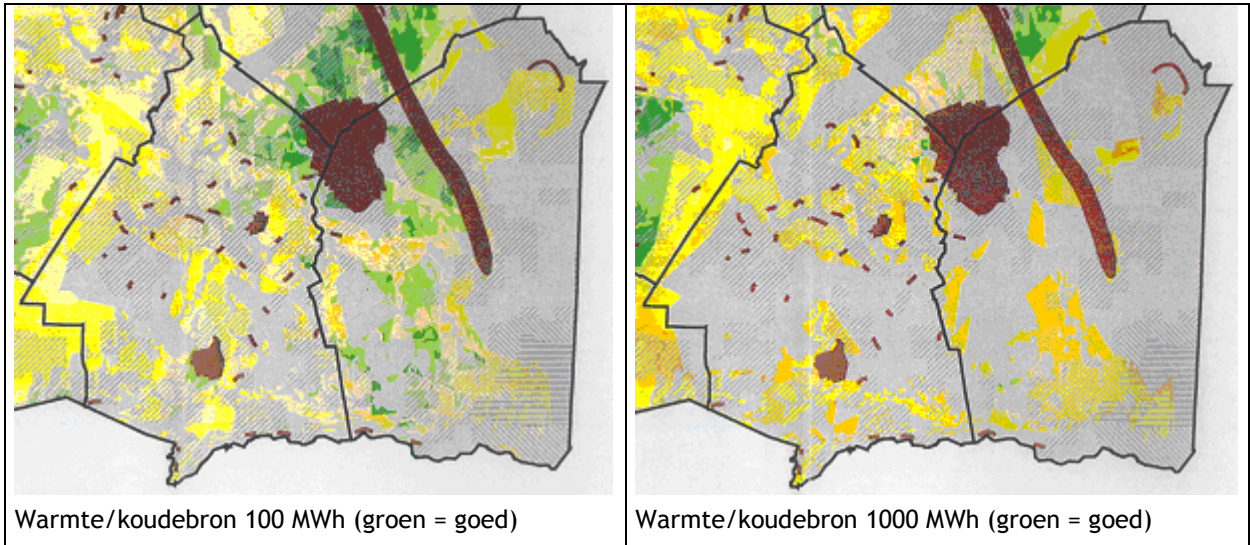 Warmte/koudebron 100 MWh (groen = goed)
Warmte/koudebron 1000 MWh (groen = goed)